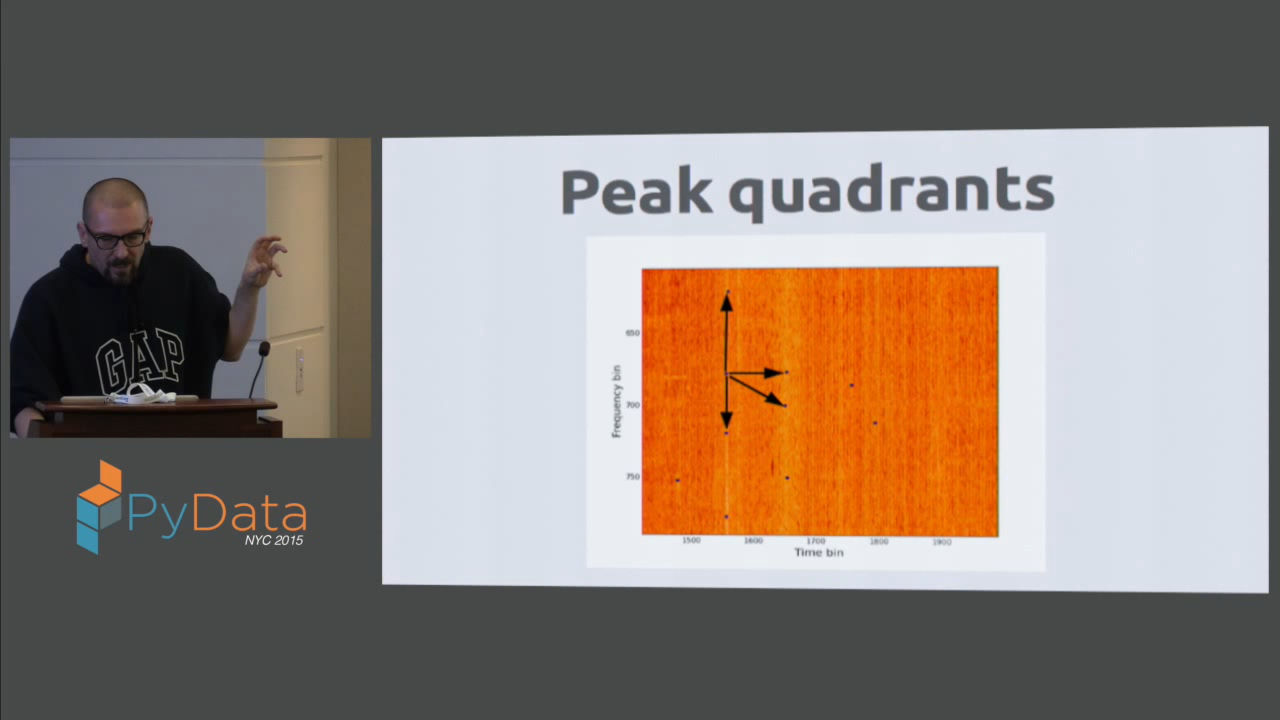 Peak quadrants
GAP
650
700
750
Frequency bin
1500
1600
1700
1800
1900
Time bin
PyData
NYC 2015